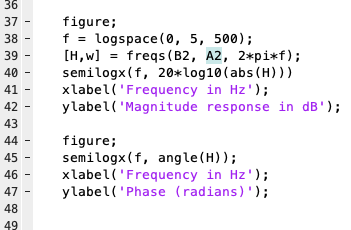 36
37 - figure;
38 - f = logspace(0, 5, 500);
39 - [H,w] = freqs(B2, A2, 2*pi*f);
40 - semilogx(f, 20*log10(abs(H)))
41 - xlabel('Frequency in Hz');
42 - ylabel('Magnitude response in dB');
43
44 - figure;
45 - semilogx(f, angle(H));
46 - xlabel('Frequency in Hz');
47 - ylabel('Phase (radians)');
48
49